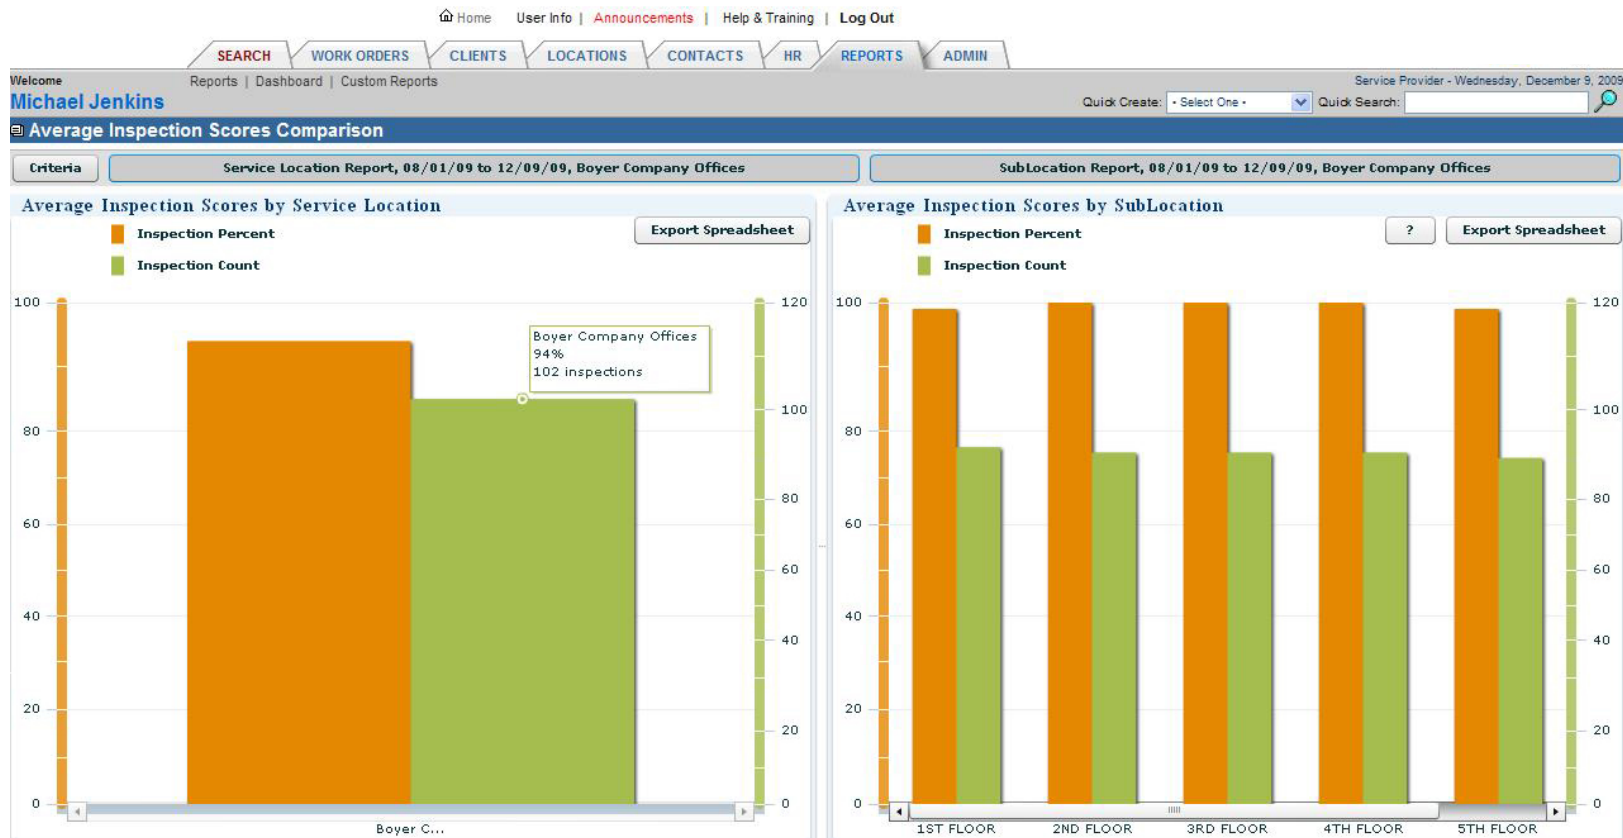 Home User Info | Announcements | Help & Training | Log Out
SEARCH WORK ORDERS CLIENTS LOCATIONS CONTACTS HR REPORTS ADMIN
Welcome Reports | Dashboard | Custom Reports Service Provider - Wednesday, December 9, 2009
Michael Jenkins Quick Create: - Select One - Quick Search:
Average Inspection Scores Comparison
Criteria Service Location Report, 08/01/09 to 12/09/09, Boyer Company Offices SubLocation Report, 08/01/09 to 12/09/09, Boyer Company Offices
Average Inspection Scores by Service Location
Inspection Percent Export Spreadsheet
Inspection Count
100
80
60
40
20
0
Boyer Company Offices
94%
102 inspections
120
100
80
60
40
20
0
Boyer C...
Average Inspection Scores by SubLocation
Inspection Percent ? Export Spreadsheet
Inspection Count
100
80
60
40
20
0
120
100
80
60
40
20
0
1ST FLOOR 2ND FLOOR 3RD FLOOR 4TH FLOOR 5TH FLOOR